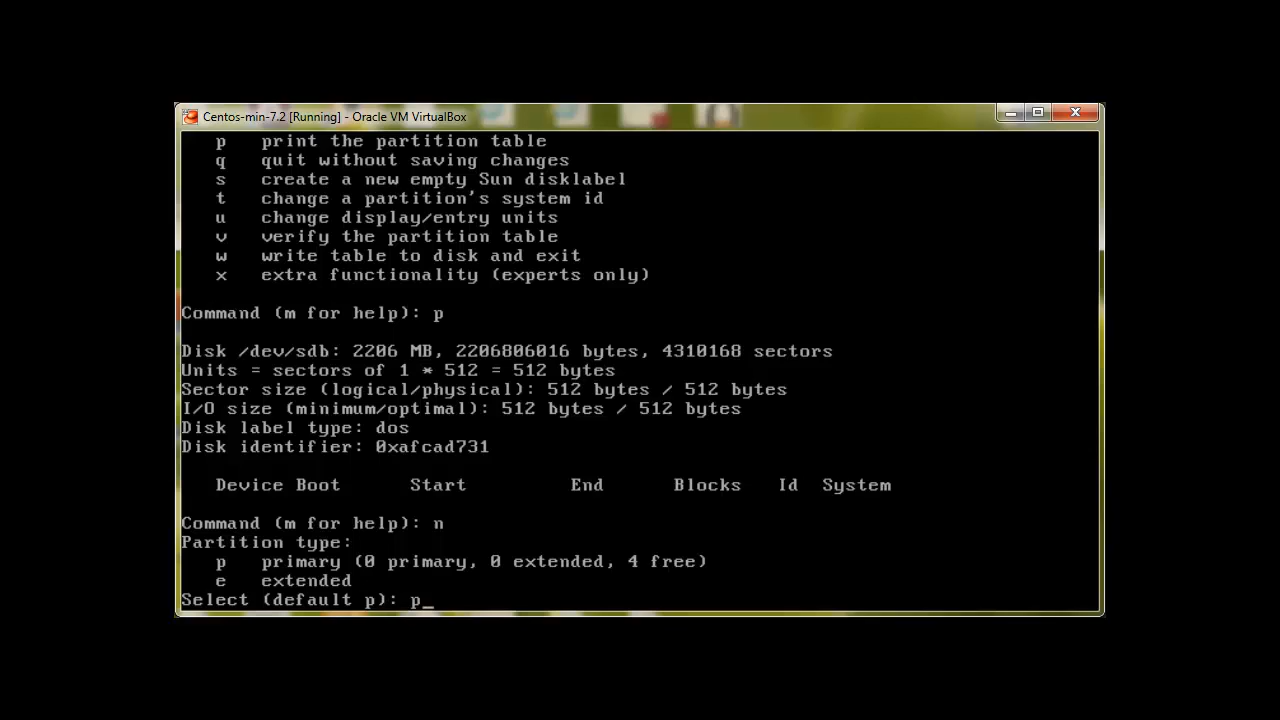 Centos-min-7.2 [Running] - Oracle VM VirtualBox
p print the partition table
q quit without saving changes
s create a new empty Sun disklabel
t change a partition's system id
u change display/entry units
v verify the partition table
w write table to disk and exit
x extra functionality (experts only)
Command (m for help): p
Disk /dev/sdb: 2206 MB, 2206806016 bytes, 4310168 sectors
Units = sectors of 1 * 512 = 512 bytes
Sector size (logical/physical): 512 bytes / 512 bytes
I/O size (minimum/optimal): 512 bytes / 512 bytes
Disk label type: dos
Disk identifier: 0xafcad731
Device Boot Start End Blocks Id System
Command (m for help): n
Partition type:
p primary (0 primary, 0 extended, 4 free)
e extended
Select (default p): p_